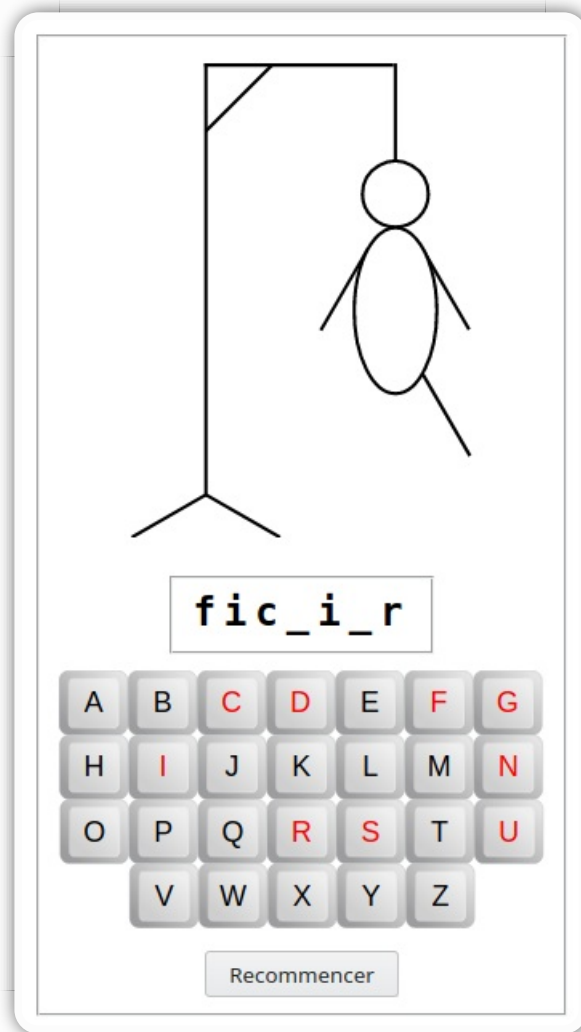 fic_i_r
A B C D E F G
H I J K L M N
O P Q R S T U
V W X Y Z
Recommencer